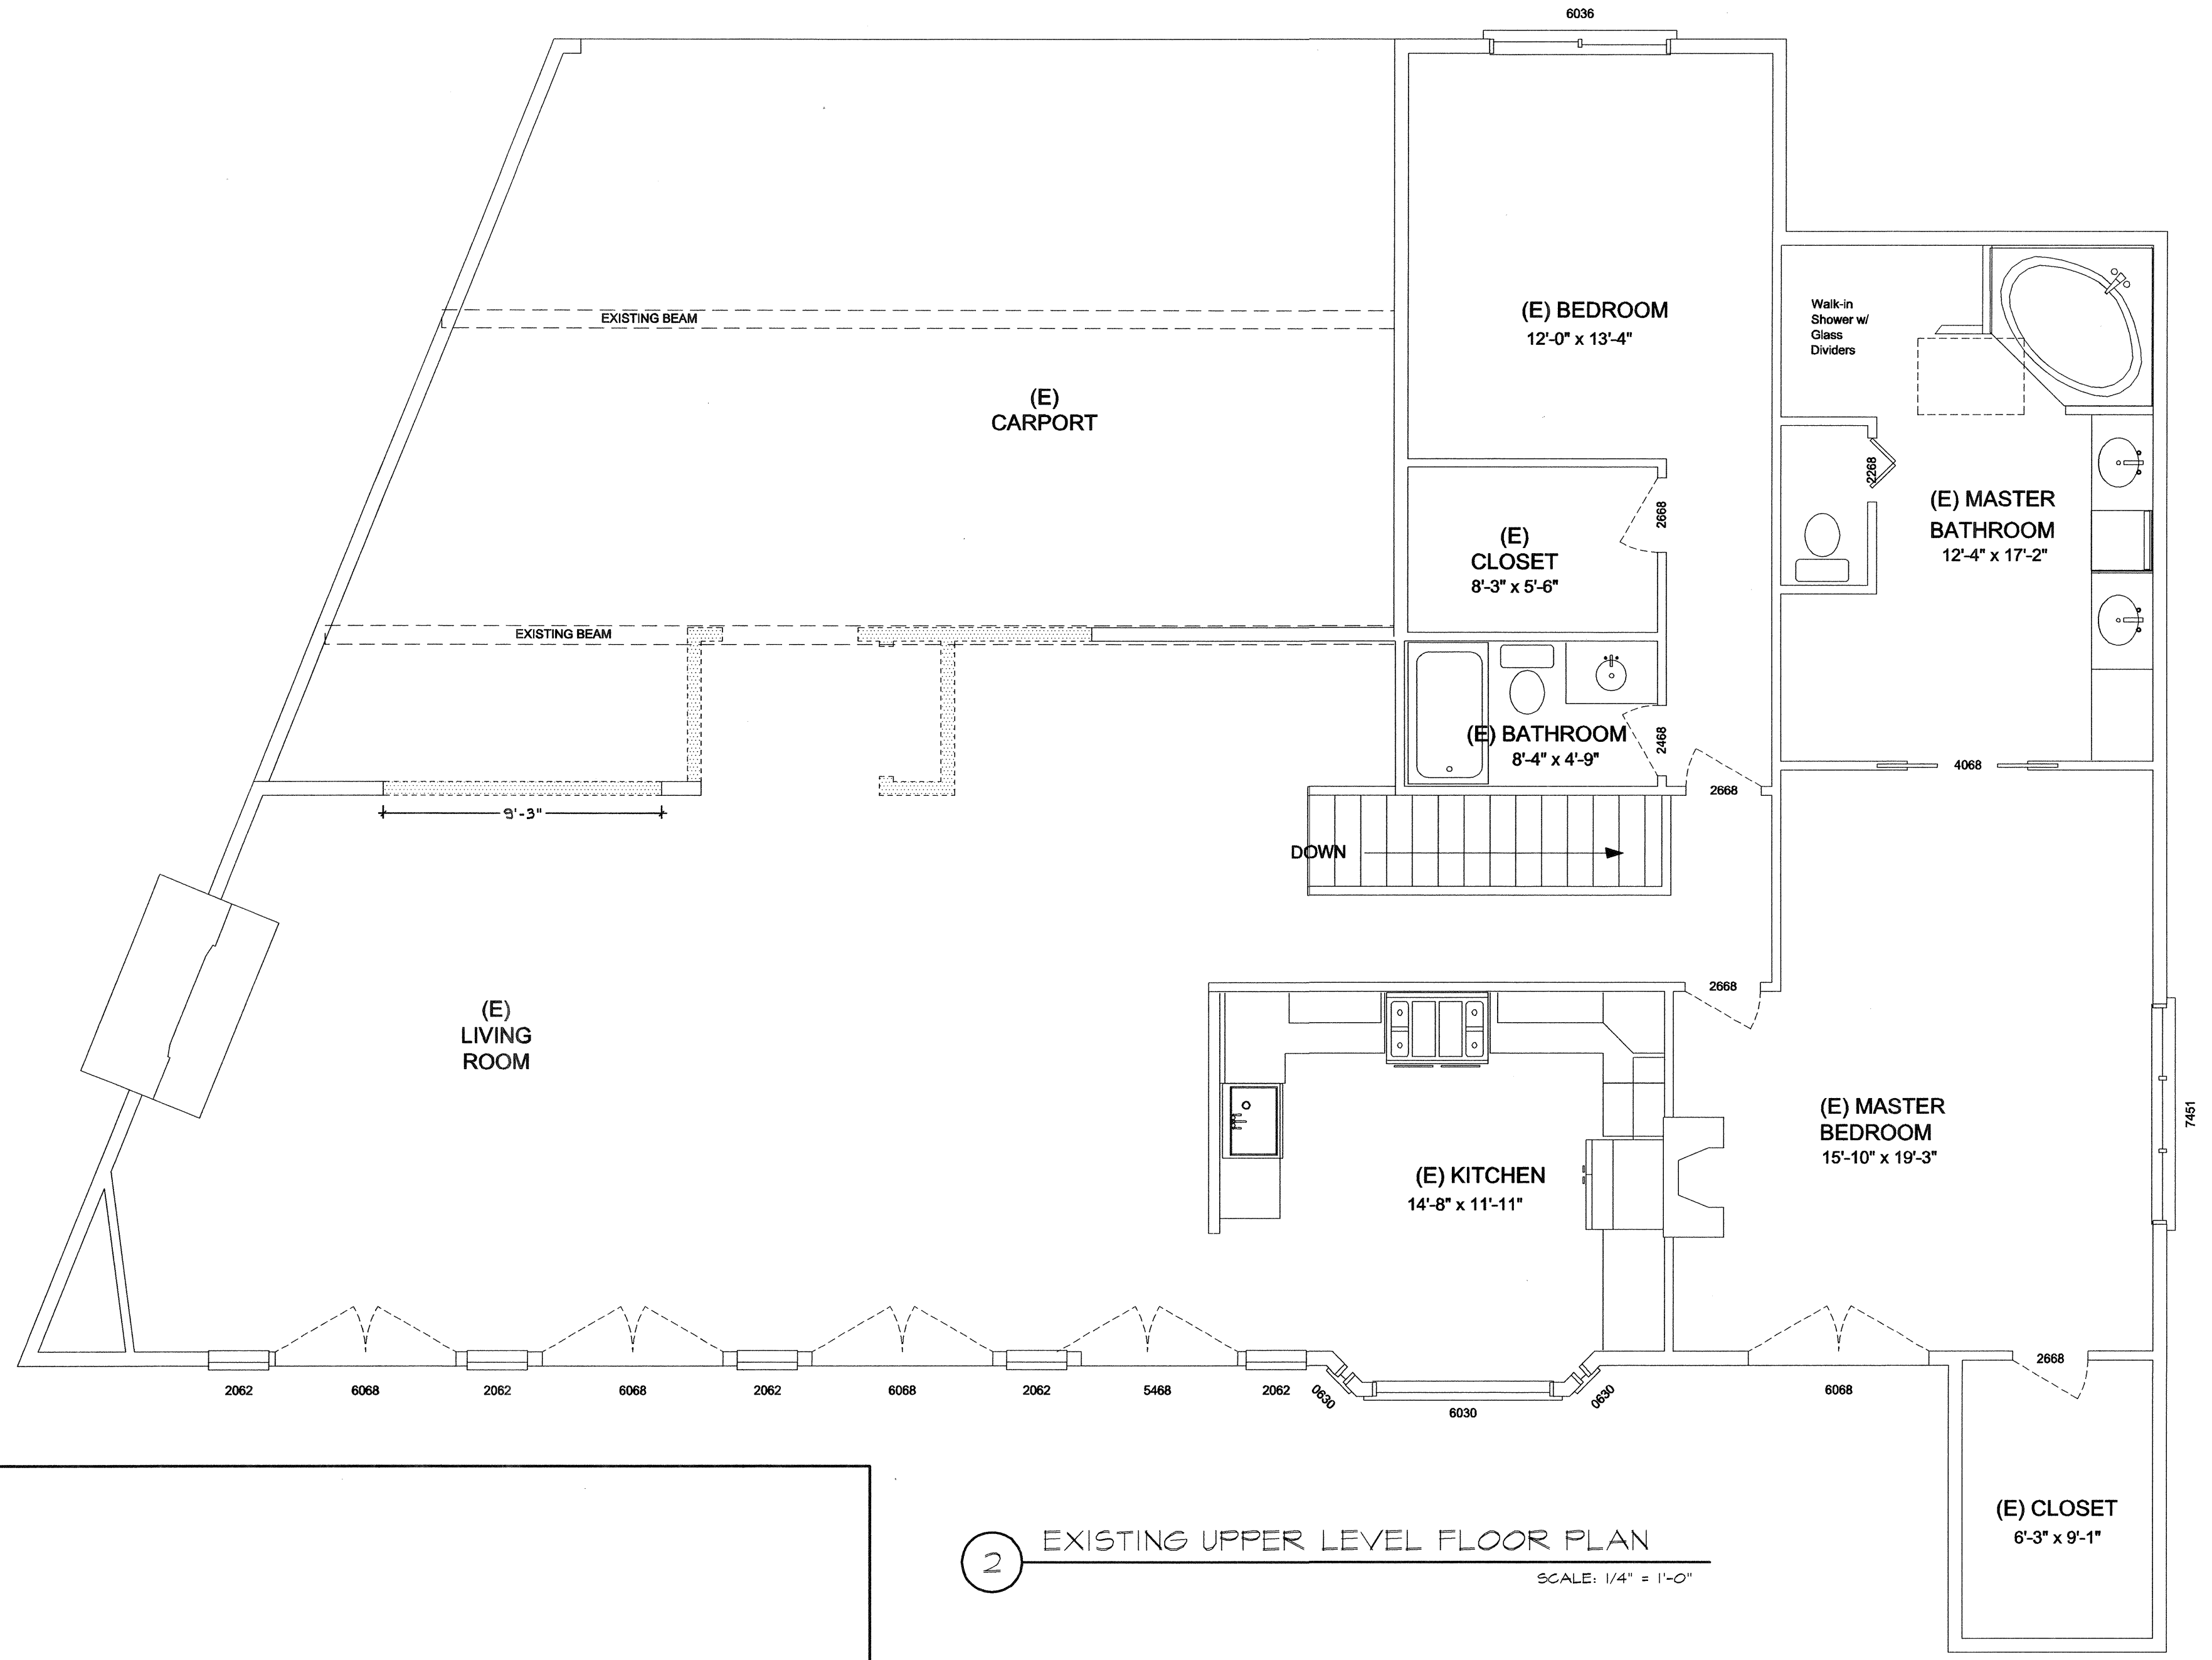 6036
EXISTING BEAM
(E) BEDROOM
12'-0" x 13'-4"
Walk-in
Shower w/
Glass
Dividers
(E)
CARPORT
2268
2668
(E) MASTER
BATHROOM
12'-4" x 17'-2"
(E)
CLOSET
8'-3" x 5'-6"
EXISTING BEAM
(E) BATHROOM
8'-4" x 4'-9"
2468
4068
2668
9'-3"
DOWN
2668
(E)
LIVING
ROOM
(E) MASTER
BEDROOM
15'-10" x 19'-3"
7451
(E) KITCHEN
14'-8" x 11'-11"
2668
2062
6068
2062
6068
2062
6068
2062
5468
2062
0630
6030
0630
6068
(E) CLOSET
6'-3" x 9'-1"
2
EXISTING UPPER LEVEL FLOOR PLAN
SCALE: 1/4" = 1'-0"